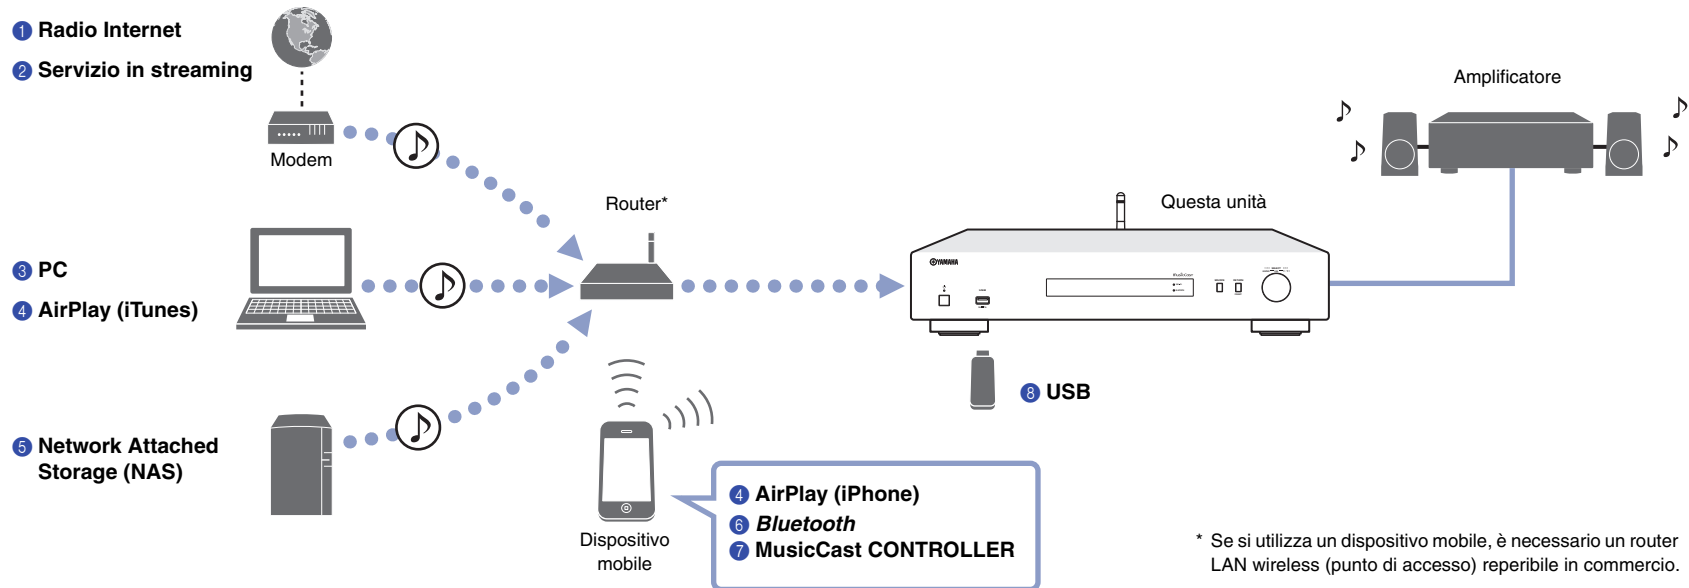 1 Radio Internet
2 Servizio in streaming
Modem
3 PC
4 AirPlay (iTunes)
5 Network Attached
Storage (NAS)
Router*
Dispositivo
mobile
4 AirPlay (iPhone)
6 Bluetooth
7 MusicCast CONTROLLER
Questa unità
YAMAHA
MusicCast
8 USB
Amplificatore
* Se si utilizza un dispositivo mobile, è necessario un router
LAN wireless (punto di accesso) reperibile in commercio.